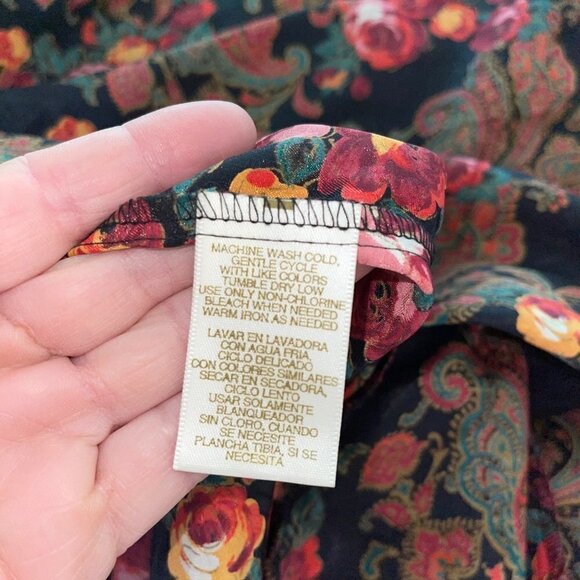 MACHINE WASH COLD,
GENTLE CYCLE
WITH LIKE COLORS
TUMBLE DRY LOW
USE ONLY NON-CHLORINE
BLEACH WHEN NEEDED
WARM IRON AS NEEDED
LAVAR EN LAVADORA
CON AGUA FRIA
CICLO DELICADO
CON COLORES SIMILARES
SECAR EN SECADORA,
CICLO LENTO
USAR SOLAMENTE
BLANQUEADOR
SIN CLORO, CUANDO
SE NECESITE
PLANCHA TIBIA, SI SE
NECESITA